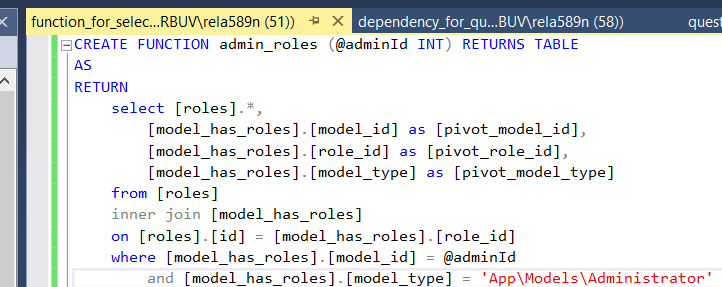 function_for_selec...RBUV\rela589n (51))
dependency_for_qu...BUV\rela589n (58))
quest
CREATE FUNCTION admin_roles (@adminId INT) RETURNS TABLE
AS
RETURN
select [roles].*,
[model_has_roles].[model_id] as [pivot_model_id],
[model_has_roles].[role_id] as [pivot_role_id],
[model_has_roles].[model_type] as [pivot_model_type]
from [roles]
inner join [model_has_roles]
on [roles].[id] = [model_has_roles].[role_id]
where [model_has_roles].[model_id] = @adminId
and [model_has_roles].[model_type] = 'App\Models\Administrator'